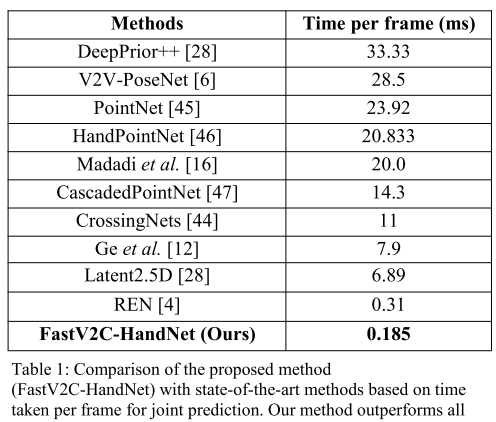 Methods Time per frame (ms)
DeepPrior++ [28] 33.33
V2V-PoseNet [6] 28.5
PointNet [45] 23.92
HandPointNet [46] 20.833
Madadi et al. [16] 20.0
CascadedPointNet [47] 14.3
CrossingNets [44] 11
Ge et al. [12] 7.9
Latent2.5D [28] 6.89
REN [4] 0.31
FastV2C-HandNet (Ours) 0.185
Table 1: Comparison of the proposed method
(FastV2C-HandNet) with state-of-the-art methods based on time
taken per frame for joint prediction. Our method outperforms all